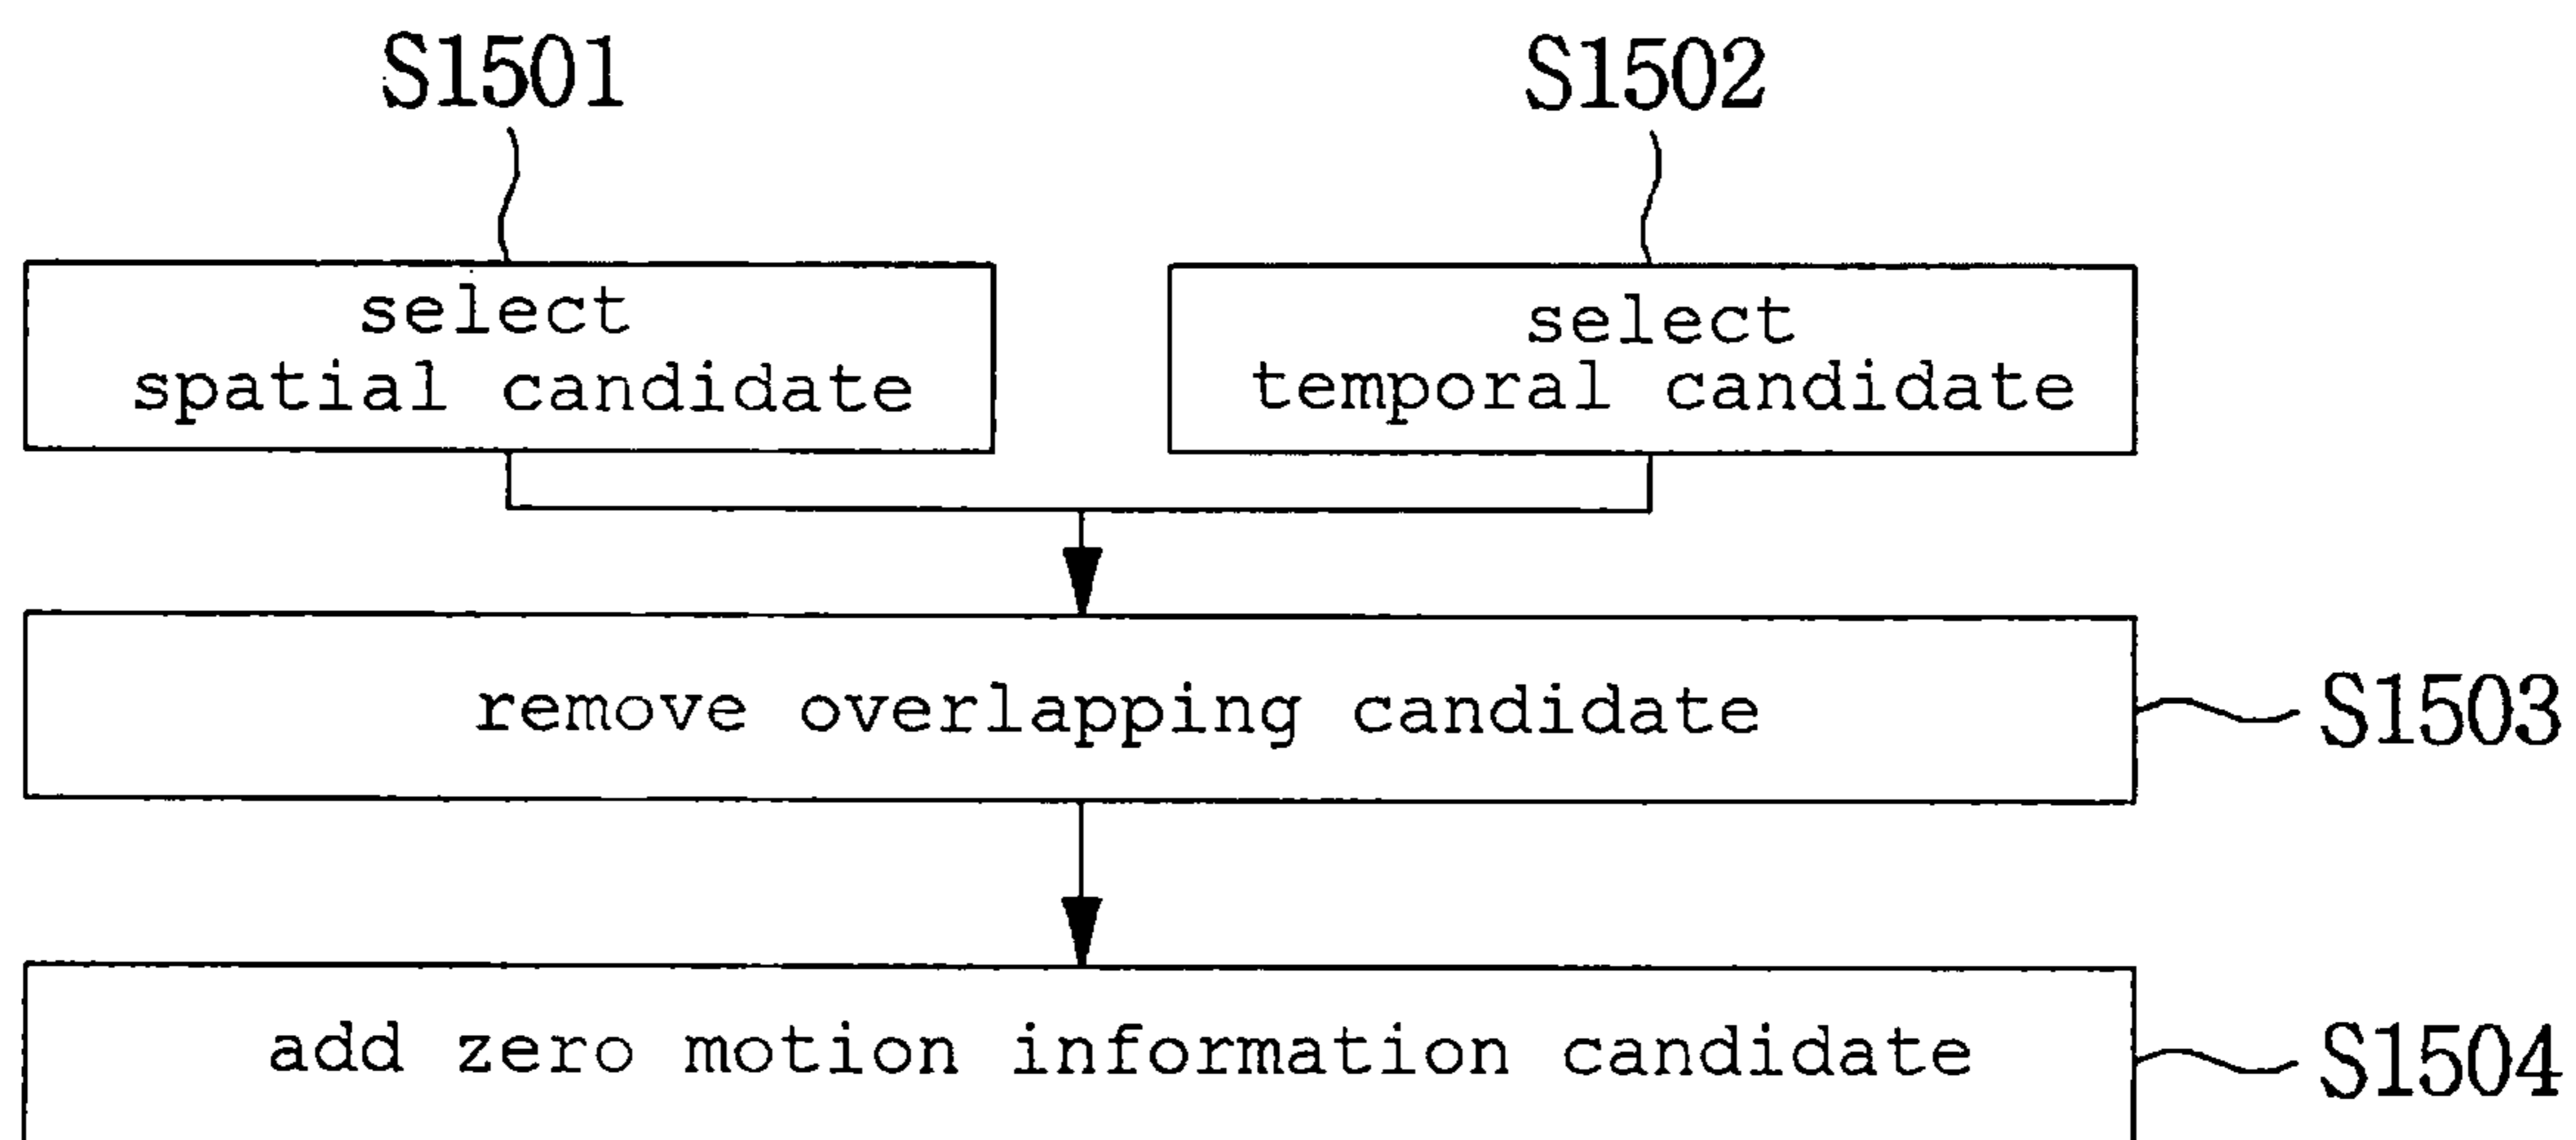 S1501
S1502
select
spatial candidate
select
temporal candidate
remove overlapping candidate
S1503
add zero motion information candidate
S1504